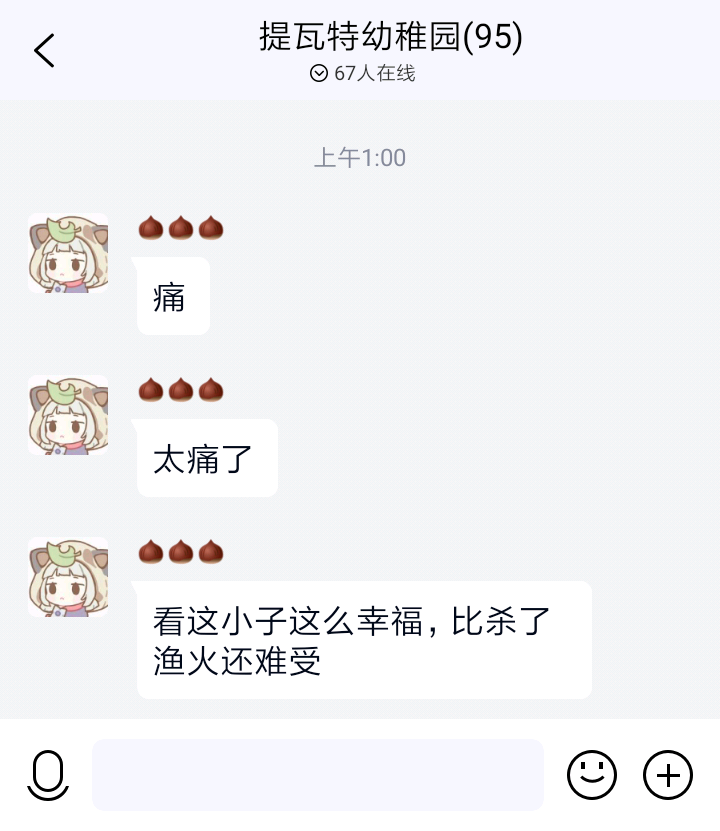 提瓦特幼稚园(95)
67人在线
上午1:00
🌰🌰🌰
痛
🌰🌰🌰
太痛了
🌰🌰🌰
看这小子这么幸福，比杀了
渔火还难受